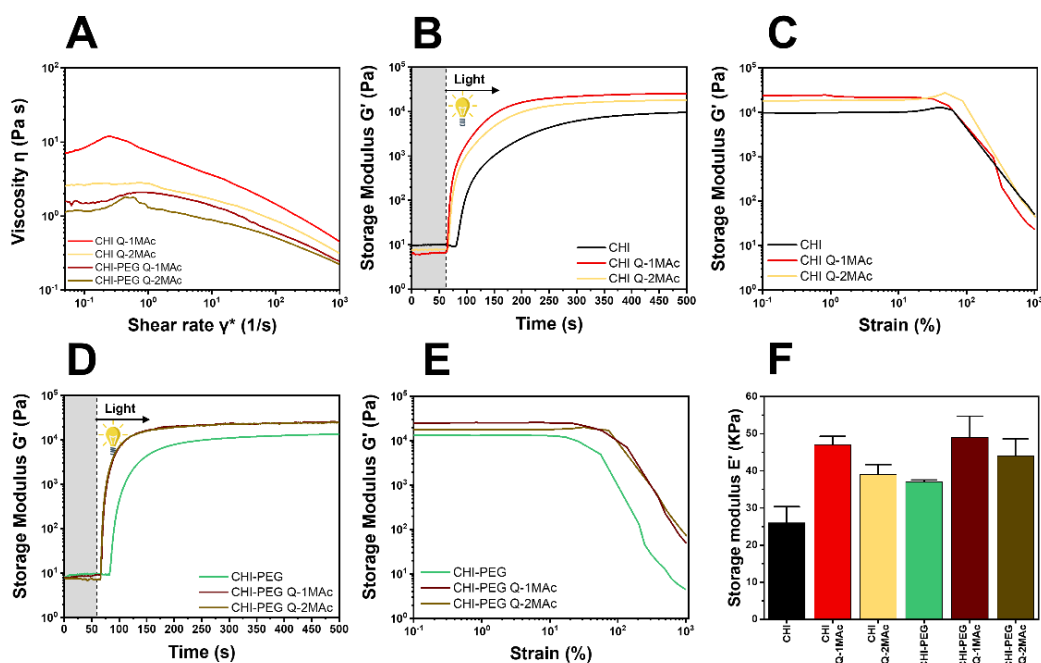 A
Viscosity η (Pa s)
10²
10¹
10⁰
10⁻¹
CHI Q-1MAc
CHI Q-2MAc
CHI-PEG Q-1MAc
CHI-PEG Q-2MAc
10⁻¹ 10⁰ 10¹ 10² 10³
Shear rate γ* (1/s)
B
Storage Modulus G' (Pa)
10⁵
10⁴
10³
10²
10¹
10⁰
Light
CHI
CHI Q-1MAc
CHI Q-2MAc
0 50 100 150 200 250 300 350 400 450 500
Time (s)
C
Storage Modulus G' (Pa)
10⁵
10⁴
10³
10²
10¹
10⁰
CHI
CHI Q-1MAc
CHI Q-2MAc
10⁻¹ 10⁰ 10¹ 10² 10³
Strain (%)
D
Storage Modulus G' (Pa)
10⁵
10⁴
10³
10²
10¹
10⁰
Light
CHI-PEG
CHI-PEG Q-1MAc
CHI-PEG Q-2MAc
0 50 100 150 200 250 300 350 400 450 500
Time (s)
E
Storage Modulus G' (Pa)
10⁵
10⁴
10³
10²
10¹
10⁰
CHI-PEG
CHI-PEG Q-1MAc
CHI-PEG Q-2MAc
10⁻¹ 10⁰ 10¹ 10² 10³
Strain (%)
F
Storage modulus E' (KPa)
60
50
40
30
20
10
0
CHI
CHI
Q-1MAc
CHI
Q-2MAc
CHI-PEG
CHI-PEG
Q-1MAc
CHI-PEG
Q-2MAc